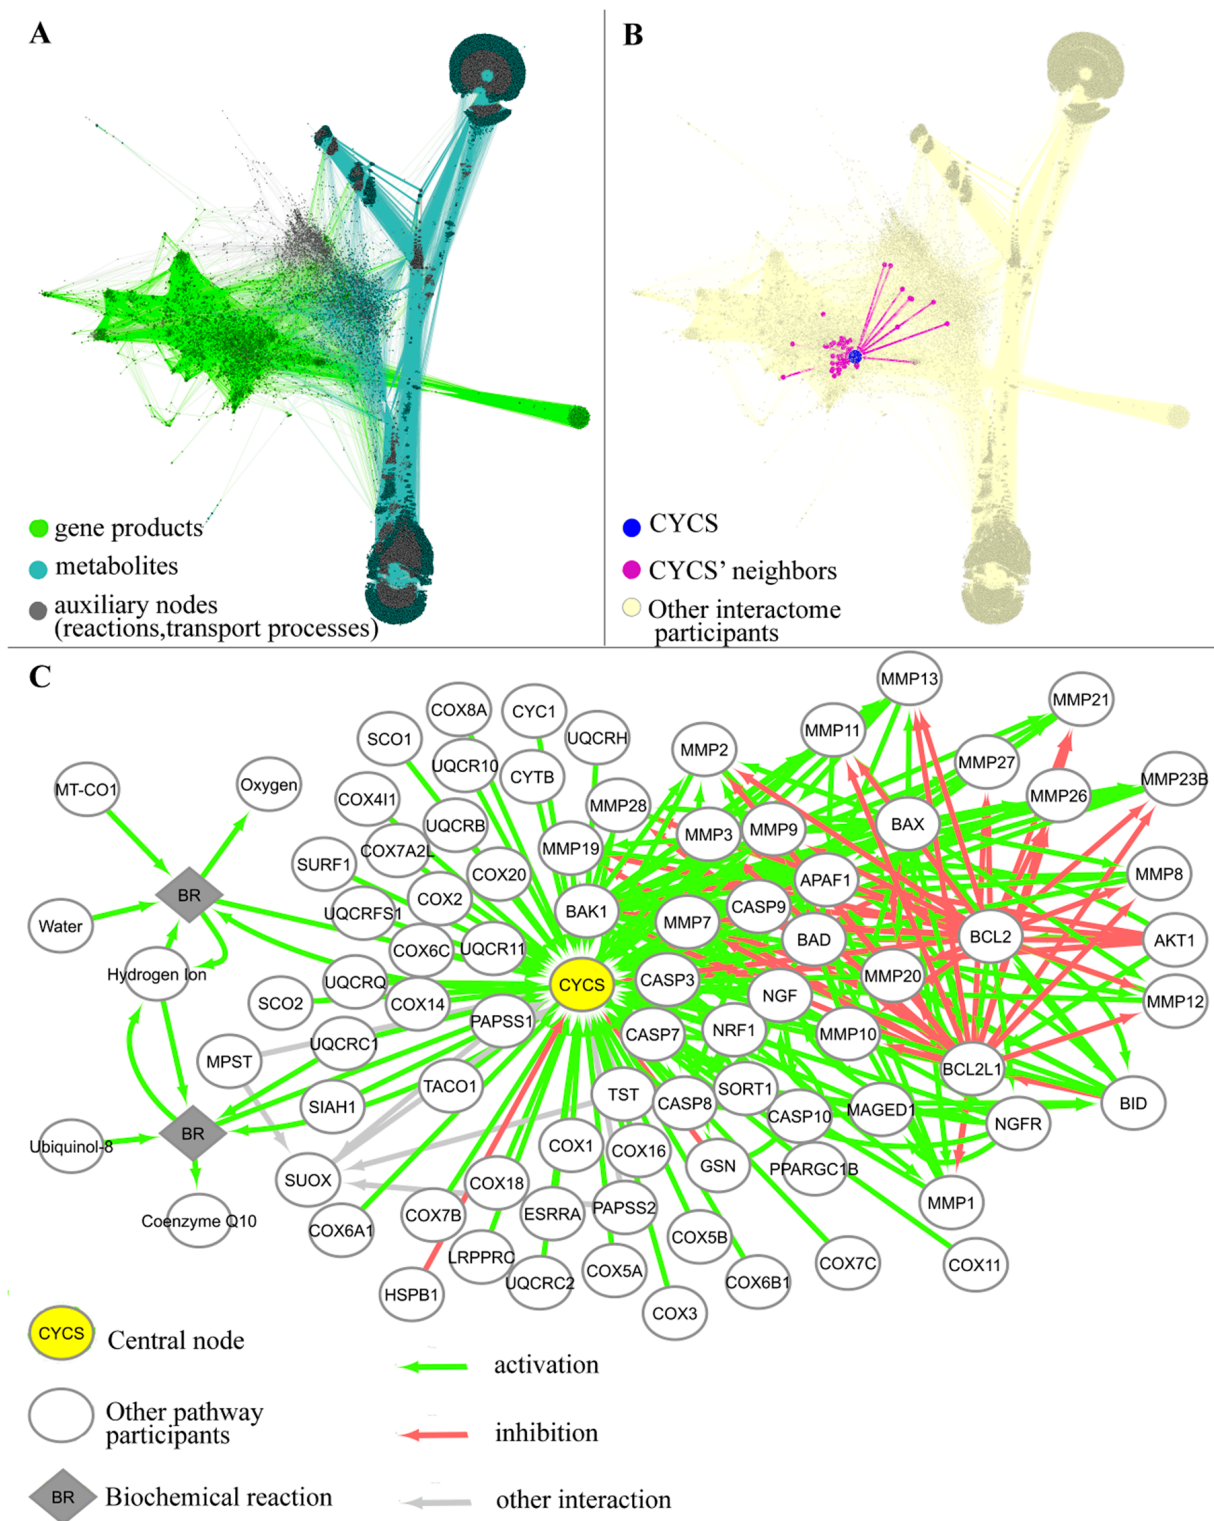 A
B
gene products
metabolites
auxiliary nodes
(reactions,transport processes)
CYCS
CYCS' neighbors
Other interactome
participants
C
MMP13
MMP21
COX8A
CYC1
SCO1
UQCRH
MMP2
MMP11
MMP27
MT-CO1
Oxygen
UQCR10
CYTB
MMP23B
COX4I1
MMP28
MMP26
UQCRB
MMP3
MMP9
BAX
COX7A2L
MMP19
SURF1
COX20
APAF1
MMP8
BR
COX2
UQCRFS1
BAK1
CASP9
MMP7
Water
COX6C
UQCR11
BAD
BCL2
AKT1
Hydrogen Ion
UQCRQ
CYCS
CASP3
MMP20
NGF
SCO2
COX14
MMP12
PAPSS1
CASP7
NRF1
MMP10
UQCRC1
MPST
BCL2L1
TACO1
TST
SORT1
SIAH1
CASP8
CASP10
MAGED1
BID
NGFR
BR
Ubiquinol-8
COX1
COX16
GSN
PPARGC1B
SUOX
COX18
MMP1
Coenzyme Q10
COX6A1
COX7B
ESRRA
PAPSS2
COX5B
LRPPRC
COX7C
COX11
UQCRC2
COX5A
COX6B1
HSPB1
COX3
CYCS
Central node
activation
Other pathway
participants
inhibition
BR
Biochemical reaction
other interaction